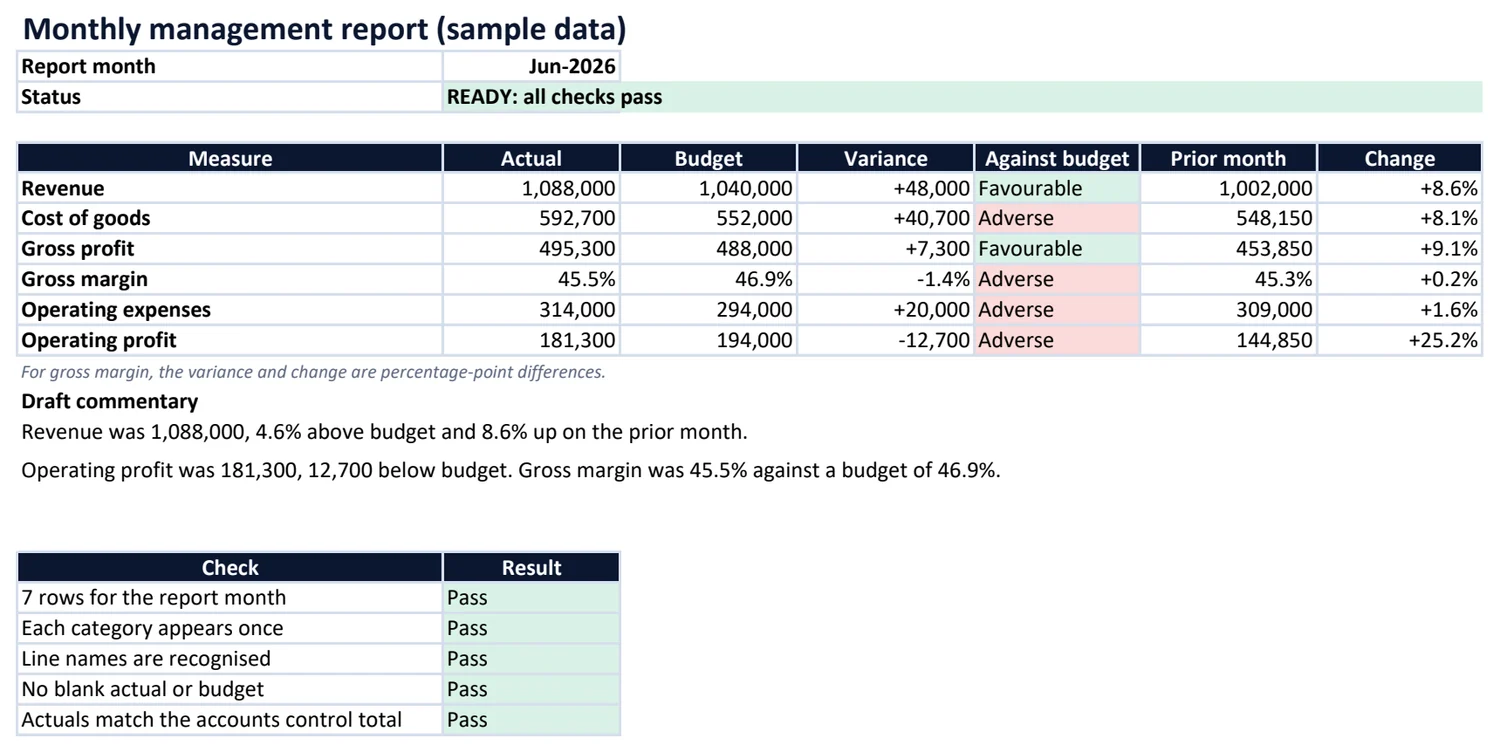 Monthly management report (sample data)
Report month Jun-2026
Status READY: all checks pass
Measure Actual Budget Variance Against budget Prior month Change
Revenue 1,088,000 1,040,000 +48,000 Favourable 1,002,000 +8.6%
Cost of goods 592,700 552,000 +40,700 Adverse 548,150 +8.1%
Gross profit 495,300 488,000 +7,300 Favourable 453,850 +9.1%
Gross margin 45.5% 46.9% -1.4% Adverse 45.3% +0.2%
Operating expenses 314,000 294,000 +20,000 Adverse 309,000 +1.6%
Operating profit 181,300 194,000 -12,700 Adverse 144,850 +25.2%
For gross margin, the variance and change are percentage-point differences.
Draft commentary
Revenue was 1,088,000, 4.6% above budget and 8.6% up on the prior month.
Operating profit was 181,300, 12,700 below budget. Gross margin was 45.5% against a budget of 46.9%.
Check Result
7 rows for the report month Pass
Each category appears once Pass
Line names are recognised Pass
No blank actual or budget Pass
Actuals match the accounts control total Pass